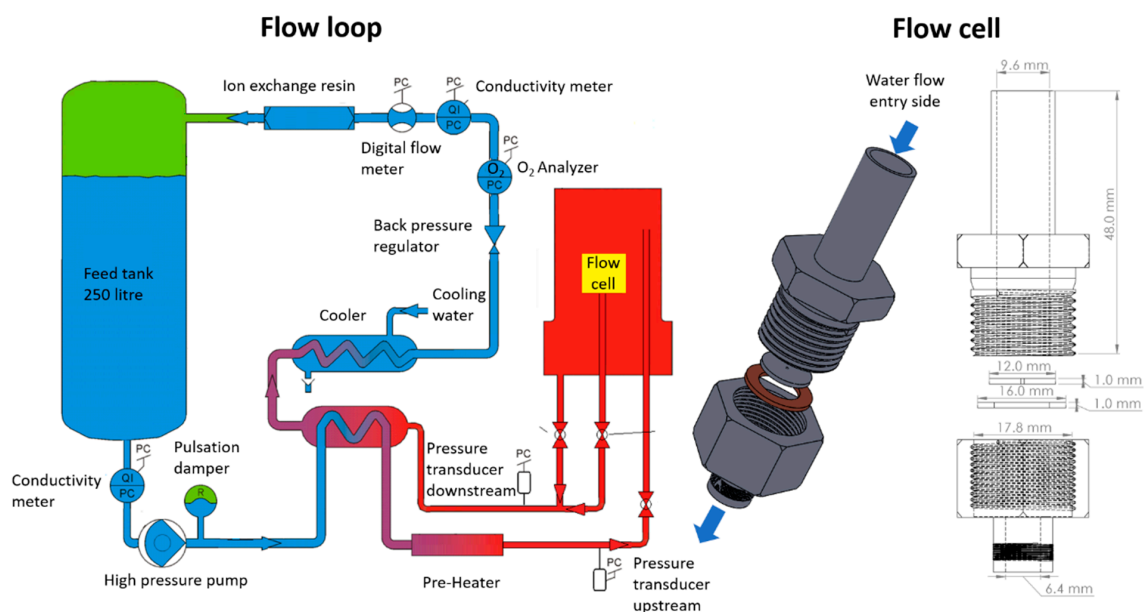 Flow loop
Flow cell
Ion exchange resin
PC
PC
QI
PC
Conductivity meter
Digital flow
meter
PC
O2
PC
O2 Analyzer
Back pressure
regulator
Feed tank
250 litre
Cooler
Cooling
water
Flow
cell
Pulsation
damper
R
PC
QI
PC
Conductivity
meter
High pressure pump
Pressure
transducer
downstream
PC
Pre-Heater
PC
Pressure
transducer
upstream
Water flow
entry side
9.6 mm
48.0 mm
12.0 mm
1.0 mm
16.0 mm
1.0 mm
17.8 mm
6.4 mm